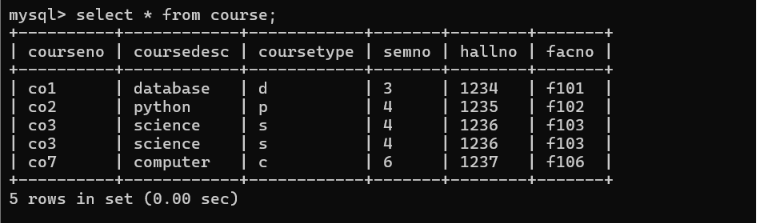 mysql> select * from course;
+----------+------------+------------+-------+--------+-------+
| courseno | coursedesc | coursetype | semno | hallno | facno |
+----------+------------+------------+-------+--------+-------+
| co1      | database   | d          | 3     | 1234   | f101  |
| co2      | python     | p          | 4     | 1235   | f102  |
| co3      | science    | s          | 4     | 1236   | f103  |
| co3      | science    | s          | 4     | 1236   | f103  |
| co7      | computer   | c          | 6     | 1237   | f106  |
+----------+------------+------------+-------+--------+-------+
5 rows in set (0.00 sec)